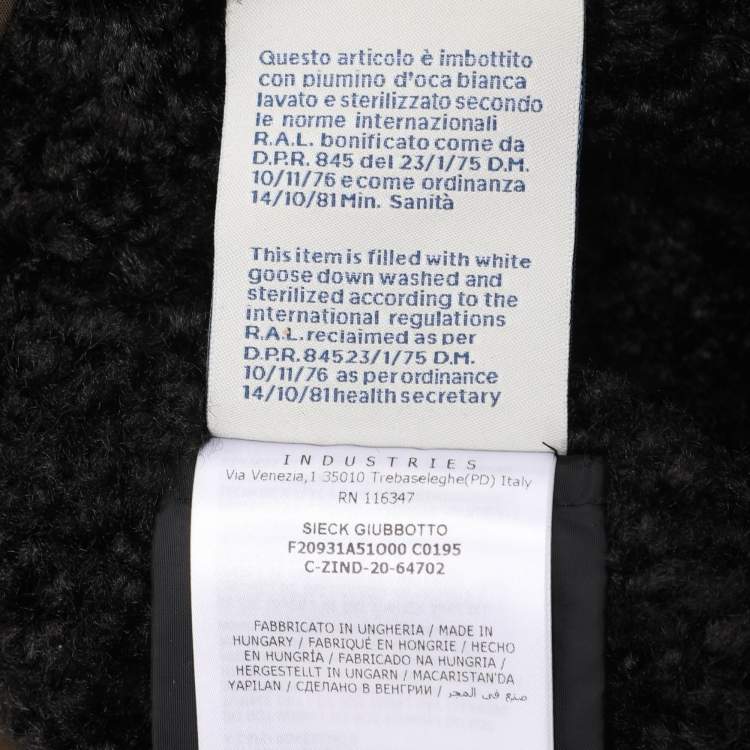 Questo articolo è imbottito
con piumino d'oca bianca
lavato e sterilizzato secondo
le norme internazionali
R.A.L. bonificato come da
D.P.R. 845 del 23/1/75 D.M.
10/11/76 e come ordinanza
14/10/81 Min. Sanità
This item is filled with white
goose down washed and
sterilized according to the
international regulations
R.A.L. reclaimed as per
D.P.R. 84523/1/75 D.M.
10/11/76 as per ordinance
14/10/81 health secretary
INDUSTRIES
Via Venezia,1 35010 Trebaseleghe(PD) Italy
RN 116347
SIECK GIUBBOTTO
F20931A51000 C0195
C-ZIND-20-64702
FABBRICATO IN UNGHERIA / MADE IN
HUNGARY / FABRIQUÉ EN HONGRIE / HECHO
EN HUNGRÍA / FABRICADO NA HUNGRIA /
HERGESTELLT IN UNGARN / MACARISTAN'DA
YAPILAN / СДЕЛАНО В ВЕНГРИИ / صنع في المجر